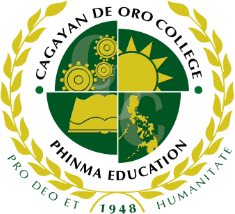 CAGAYAN DE ORO COLLEGE
PHINMA EDUCATION
PRO DEO ET HUMANITATE
1948